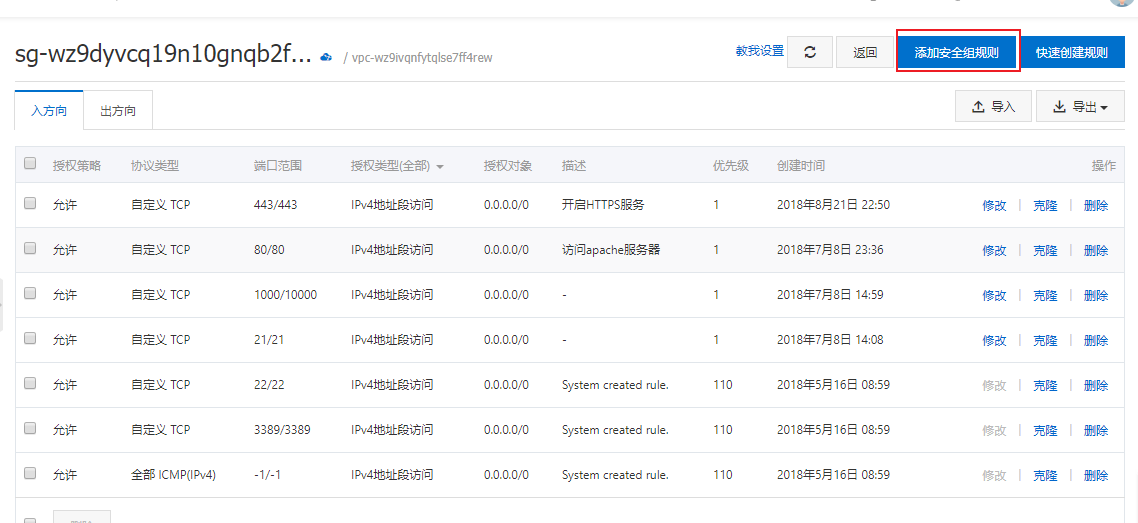 sg-wz9dyvcq19n10gnqb2f... / vpc-wz9ivqnfytqlse7ff4rew 教我设置 返回 添加安全组规则 快速创建规则
入方向 出方向 导入 导出
授权策略 协议类型 端口范围 授权类型(全部) 授权对象 描述 优先级 创建时间 操作
允许 自定义 TCP 443/443 IPv4地址段访问 0.0.0.0/0 开启HTTPS服务 1 2018年8月21日 22:50 修改 克隆 删除
允许 自定义 TCP 80/80 IPv4地址段访问 0.0.0.0/0 访问apache服务器 1 2018年7月8日 23:36 修改 克隆 删除
允许 自定义 TCP 1000/10000 IPv4地址段访问 0.0.0.0/0 - 1 2018年7月8日 14:59 修改 克隆 删除
允许 自定义 TCP 21/21 IPv4地址段访问 0.0.0.0/0 - 1 2018年7月8日 14:08 修改 克隆 删除
允许 自定义 TCP 22/22 IPv4地址段访问 0.0.0.0/0 System created rule. 110 2018年5月16日 08:59 修改 克隆 删除
允许 自定义 TCP 3389/3389 IPv4地址段访问 0.0.0.0/0 System created rule. 110 2018年5月16日 08:59 修改 克隆 删除
允许 全部 ICMP(IPv4) -1/-1 IPv4地址段访问 0.0.0.0/0 System created rule. 110 2018年5月16日 08:59 修改 克隆 删除